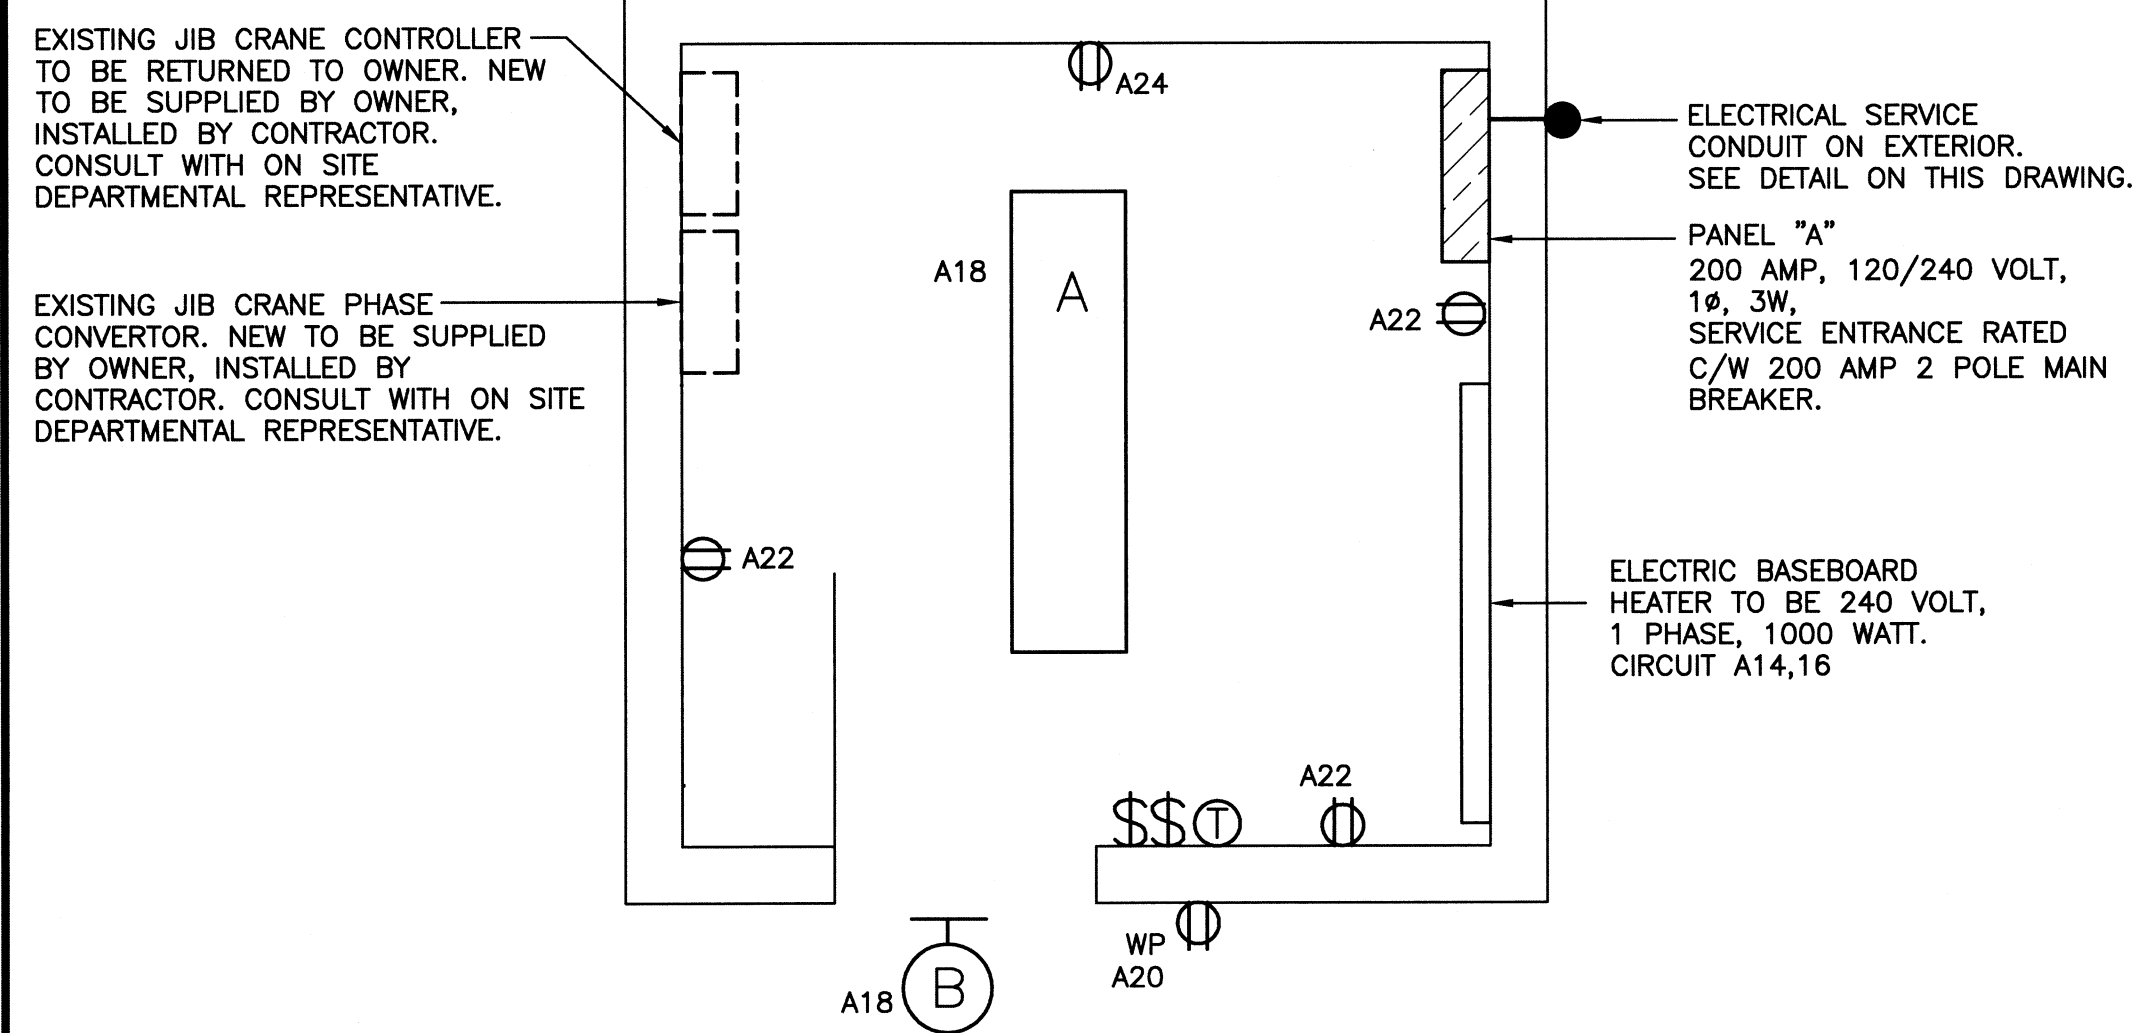 EXISTING JIB CRANE CONTROLLER
TO BE RETURNED TO OWNER. NEW
TO BE SUPPLIED BY OWNER,
INSTALLED BY CONTRACTOR.
CONSULT WITH ON SITE
DEPARTMENTAL REPRESENTATIVE.
EXISTING JIB CRANE PHASE
CONVERTOR. NEW TO BE SUPPLIED
BY OWNER, INSTALLED BY
CONTRACTOR. CONSULT WITH ON SITE
DEPARTMENTAL REPRESENTATIVE.
A24
A18
A
A22
A22
A22
$$ T
WP
A20
A18
B
ELECTRICAL SERVICE
CONDUIT ON EXTERIOR.
SEE DETAIL ON THIS DRAWING.
PANEL "A"
200 AMP, 120/240 VOLT,
1ø, 3W,
SERVICE ENTRANCE RATED
C/W 200 AMP 2 POLE MAIN
BREAKER.
ELECTRIC BASEBOARD
HEATER TO BE 240 VOLT,
1 PHASE, 1000 WATT.
CIRCUIT A14,16